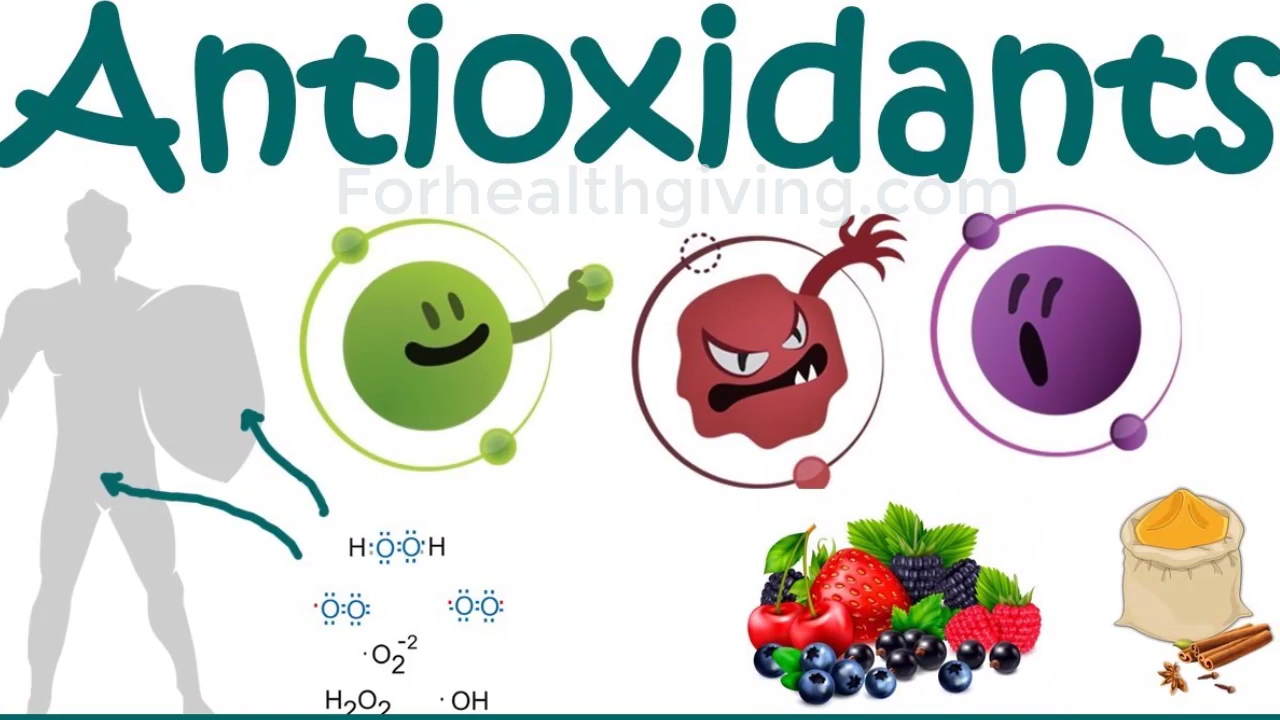 Antioxidants
Forhealthgiving.com
H:Ö:Ö:H
·Ö:Ö: ·Ö:Ö:
·O₂⁻²
H₂O₂ ·OH